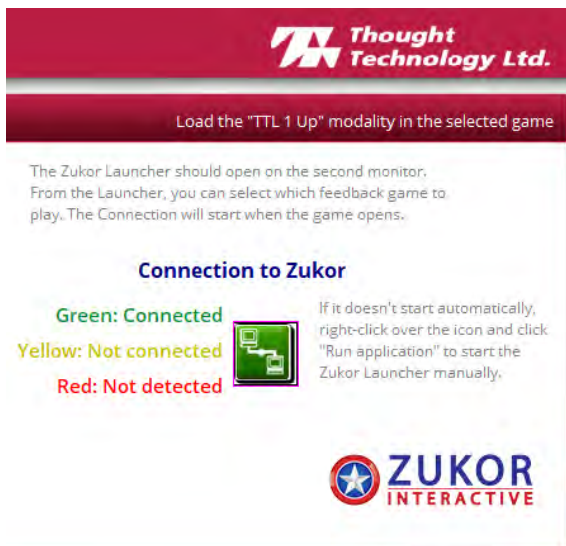 Thought
Technology Ltd.
Load the "TTL 1 Up" modality in the selected game
The Zukor Launcher should open on the second monitor.
From the Launcher, you can select which feedback game to
play. The Connection will start when the game opens.
Connection to Zukor
Green: Connected
Yellow: Not connected
Red: Not detected
If it doesn't start automatically,
right-click over the icon and click
"Run application" to start the
Zukor Launcher manually.
ZUKOR
INTERACTIVE